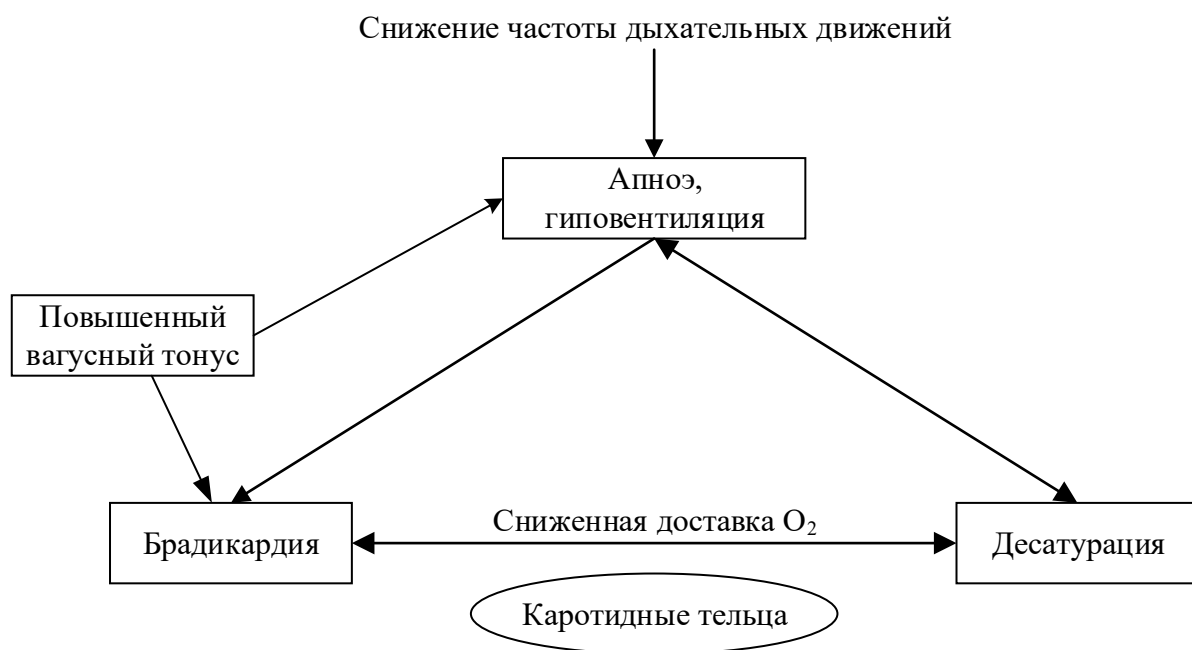 Снижение частоты дыхательных движений
Апноэ,
гиповентиляция
Повышенный
вагусный тонус
Сниженная доставка O₂
Брадикардия
Десатурация
Каротидные тельца